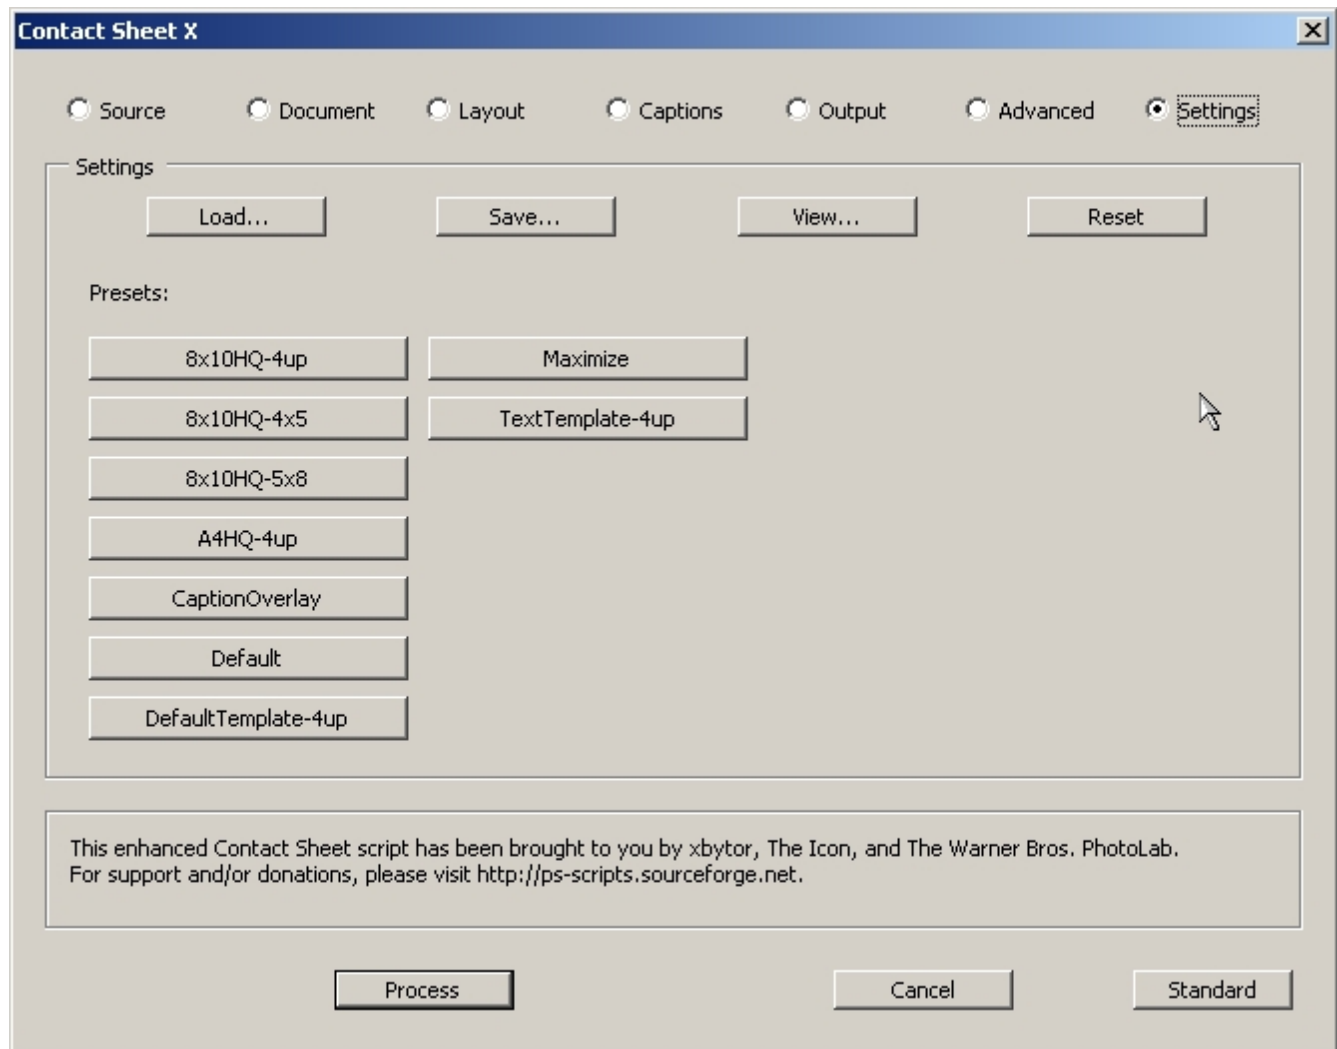 Contact Sheet X
Source Document Layout Captions Output Advanced Settings
Settings
Load... Save... View... Reset
Presets:
8x10HQ-4up Maximize
8x10HQ-4x5 TextTemplate-4up
8x10HQ-5x8
A4HQ-4up
CaptionOverlay
Default
DefaultTemplate-4up
This enhanced Contact Sheet script has been brought to you by xbytor, The Icon, and The Warner Bros. PhotoLab.
For support and/or donations, please visit http://ps-scripts.sourceforge.net.
Process Cancel Standard